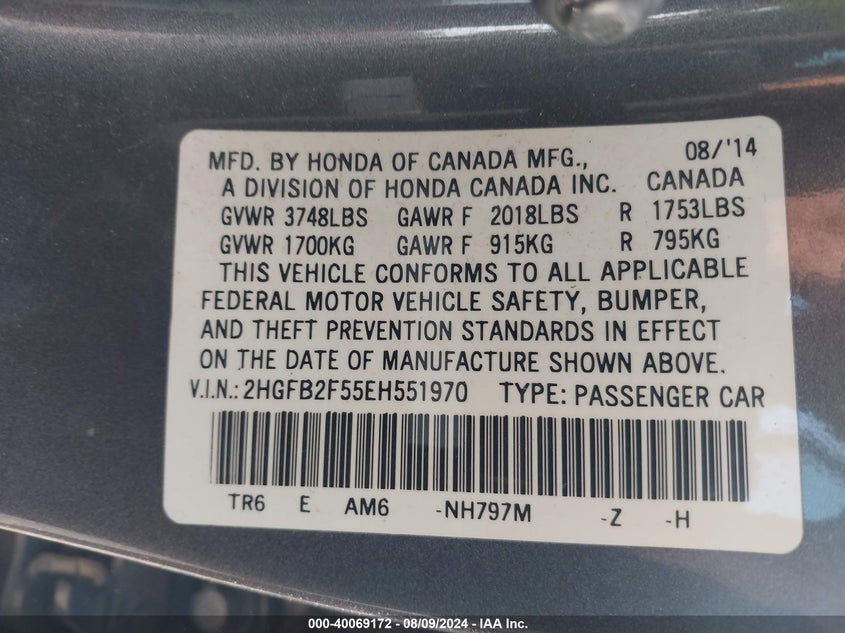 MFD. BY HONDA OF CANADA MFG., 08/'14
A DIVISION OF HONDA CANADA INC. CANADA
GVWR 3748LBS GAWR F 2018LBS R 1753LBS
GVWR 1700KG GAWR F 915KG R 795KG
THIS VEHICLE CONFORMS TO ALL APPLICABLE
FEDERAL MOTOR VEHICLE SAFETY, BUMPER,
AND THEFT PREVENTION STANDARDS IN EFFECT
ON THE DATE OF MANUFACTURE SHOWN ABOVE.
V.I.N.: 2HGFB2F55EH551970 TYPE: PASSENGER CAR
TR6 E AM6 -NH797M -Z -H
000-40069172 - 08/09/2024 - IAA Inc.